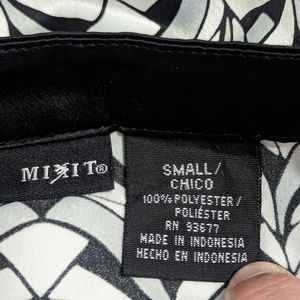 MIXIT®
SMALL/
CHICO
100% POLYESTER/
POLIÉSTER
RN 93677
MADE IN INDONESIA
HECHO EN INDONESIA